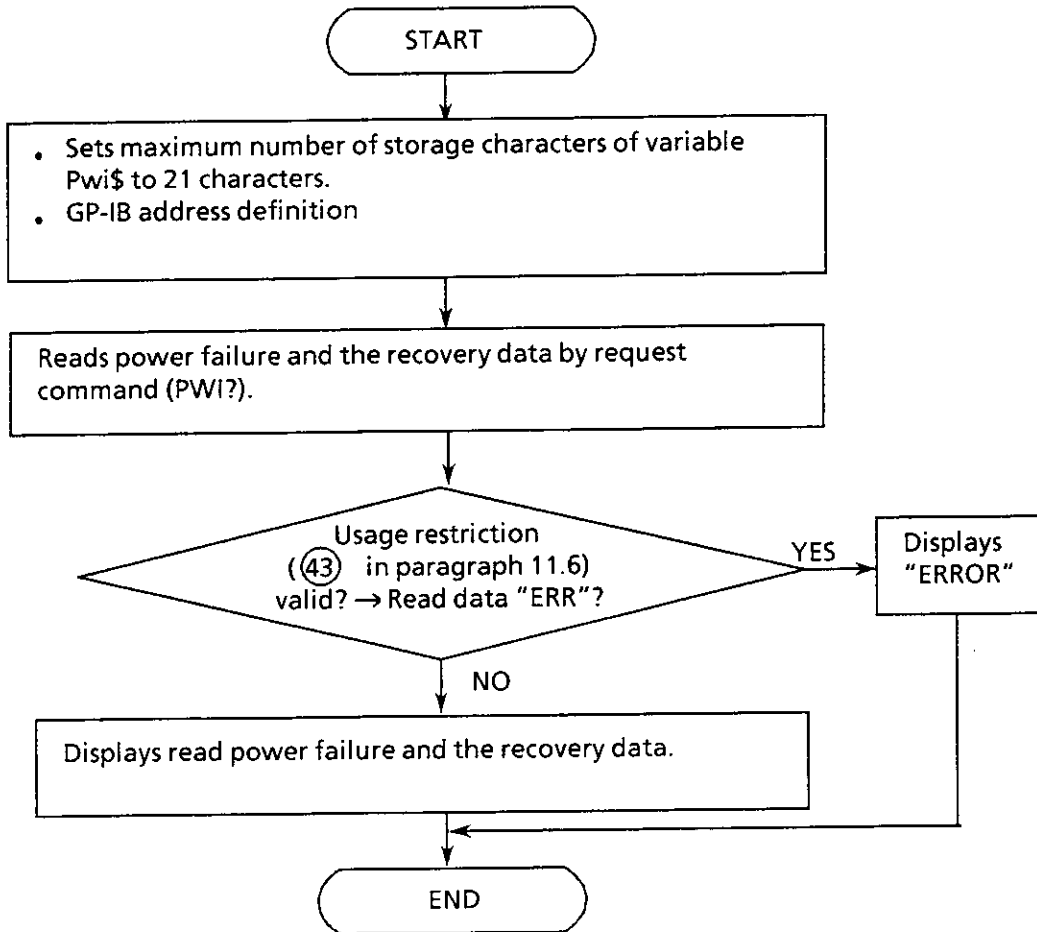 START
• Sets maximum number of storage characters of variable
Pwi$ to 21 characters.
• GP-IB address definition
Reads power failure and the recovery data by request
command (PWI?).
Usage restriction
(㊸ in paragraph 11.6)
valid? → Read data "ERR"?
YES
Displays
"ERROR"
NO
Displays read power failure and the recovery data.
END